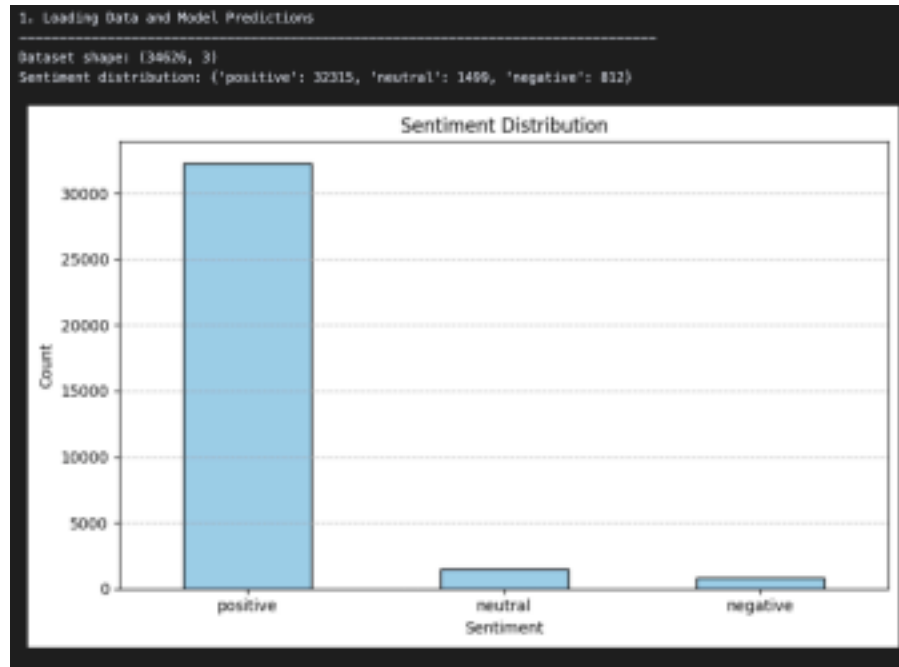 1. Loading Data and Model Predictions
Dataset shape: (34626, 3)
Sentiment distribution: {'positive': 32315, 'neutral': 1499, 'negative': 812}
Sentiment Distribution
30000
25000
20000
15000
10000
5000
0
Count
positive neutral negative
Sentiment